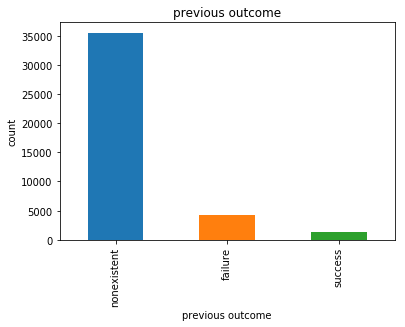 previous outcome
35000
30000
25000
20000
15000
10000
5000
0
count
nonexistent
failure
success
previous outcome